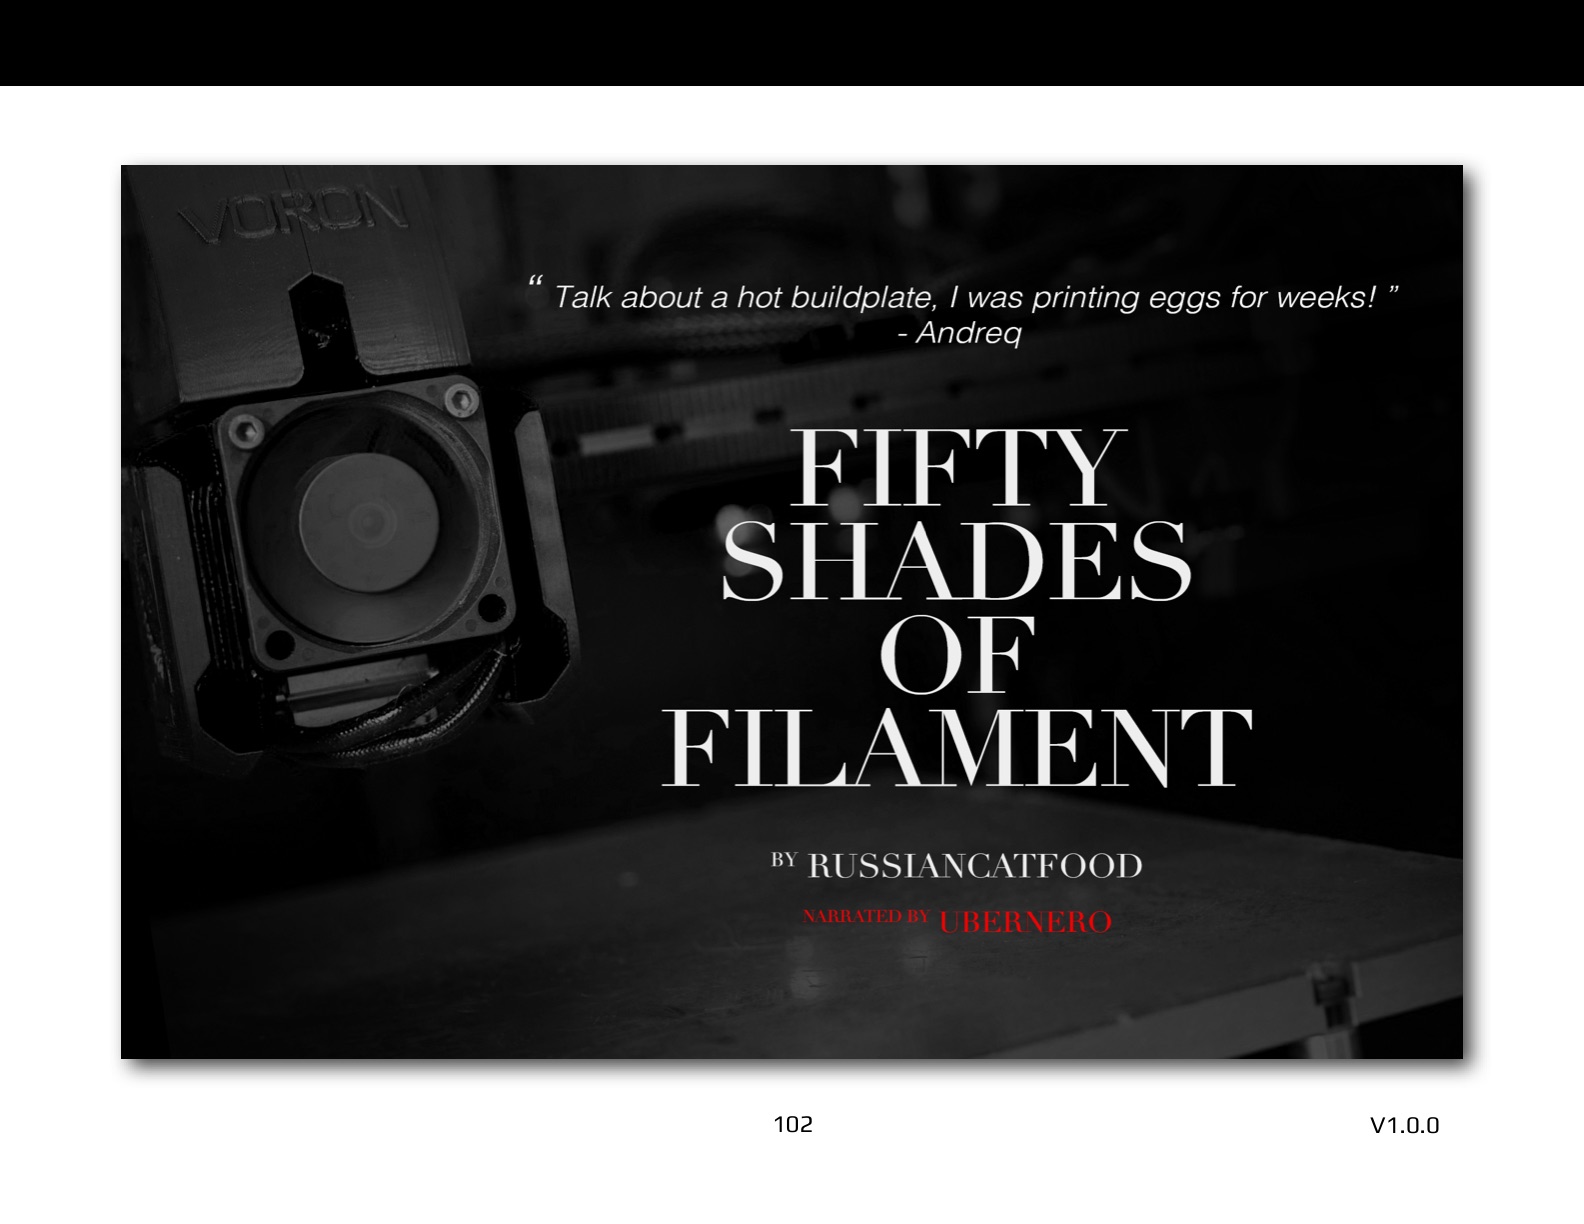 VORON
“ Talk about a hot buildplate, I was printing eggs for weeks! ”
- Andreq
FIFTY
SHADES
OF
FILAMENT
BY RUSSIANCATFOOD
NARRATED BY UBERNERO
102
V1.0.0